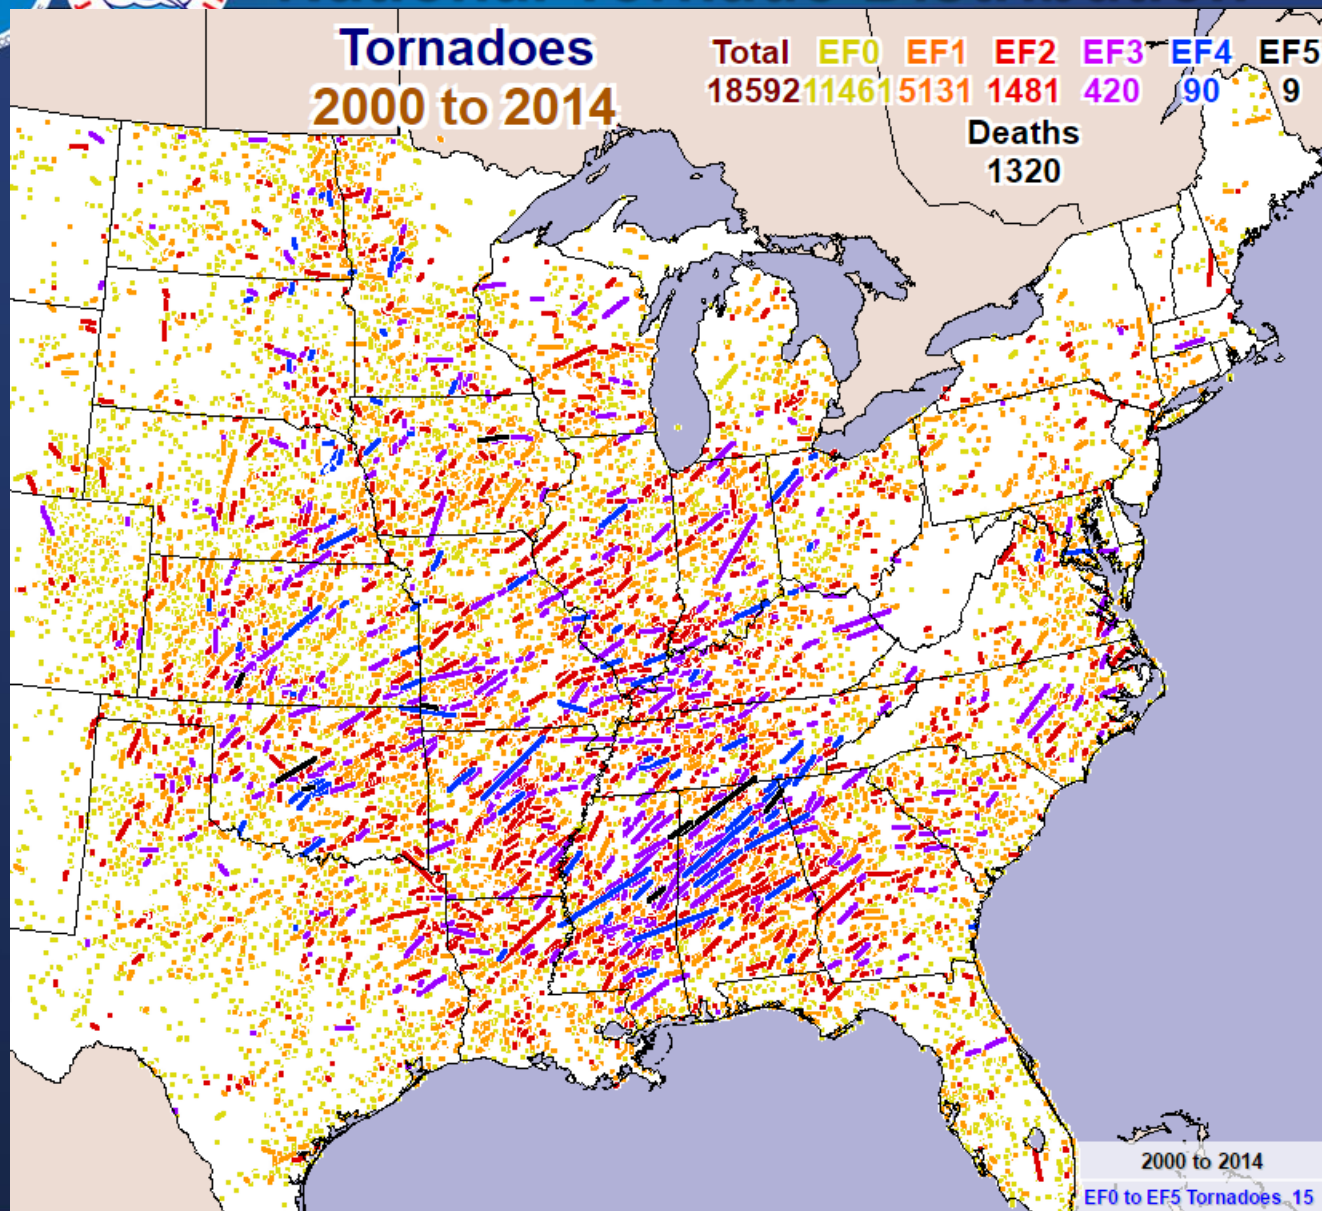 Tornadoes
2000 to 2014
Total EF0 EF1 EF2 EF3 EF4 EF5
18592 11461 5131 1481 420 90 9
Deaths
1320
2000 to 2014
EF0 to EF5 Tornadoes 15